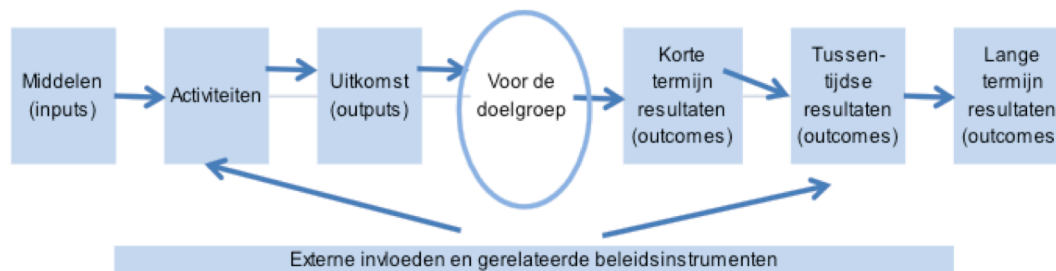 Middelen
(inputs)
Activiteiten
Uitkomst
(outputs)
Voor de
doelgroep
Korte
termijn
resultaten
(outcomes)
Tussen-
tijdse
resultaten
(outcomes)
Lange
termijn
resultaten
(outcomes
Externe invloeden en gerelateerde beleidsinstrumenten